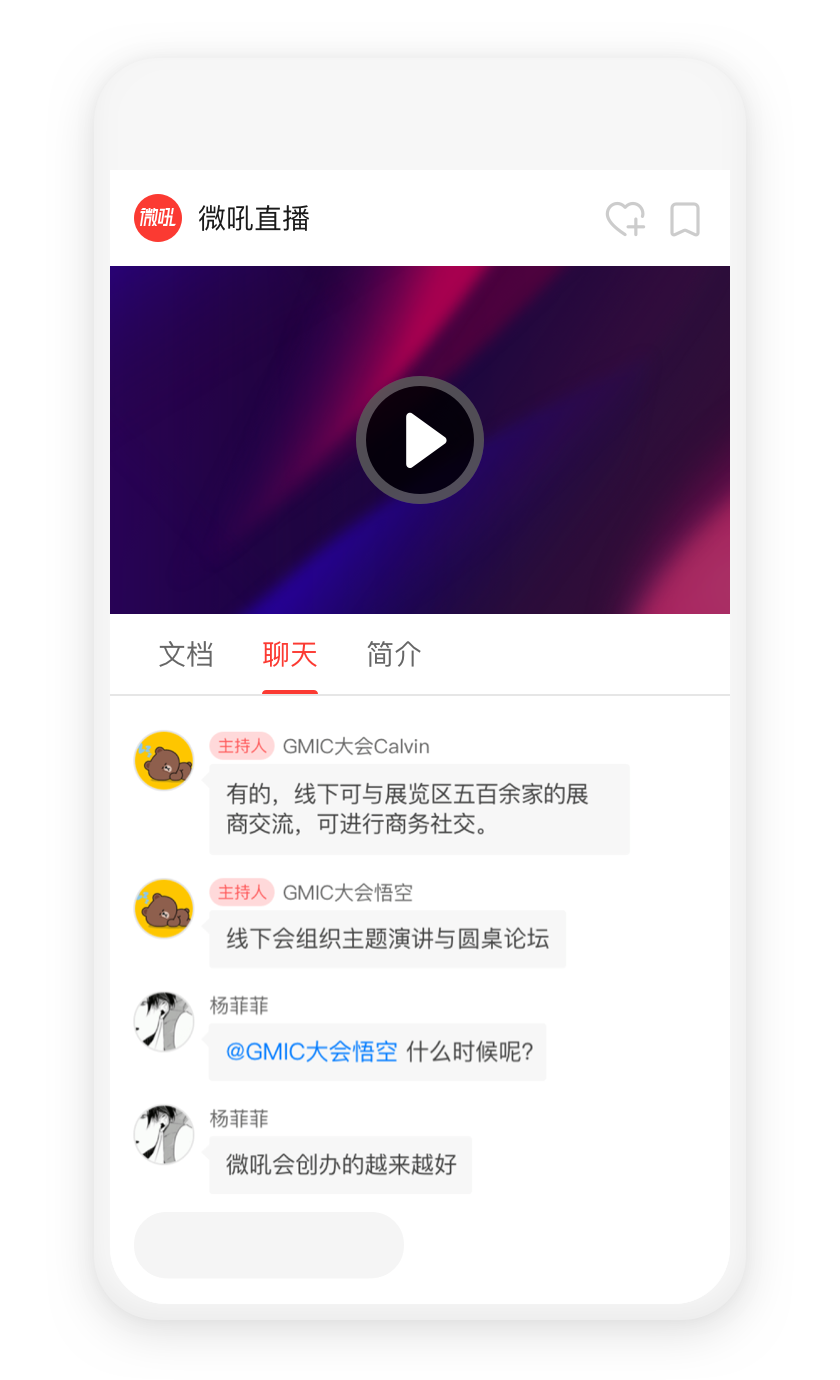 微吼
微吼直播
文档 聊天 简介
主持人 GMIC大会Calvin
有的，线下可与展览区五百余家的展
商交流，可进行商务社交。
主持人 GMIC大会悟空
线下会组织主题演讲与圆桌论坛
杨菲菲
@GMIC大会悟空 什么时候呢?
杨菲菲
微吼会创办的越来越好